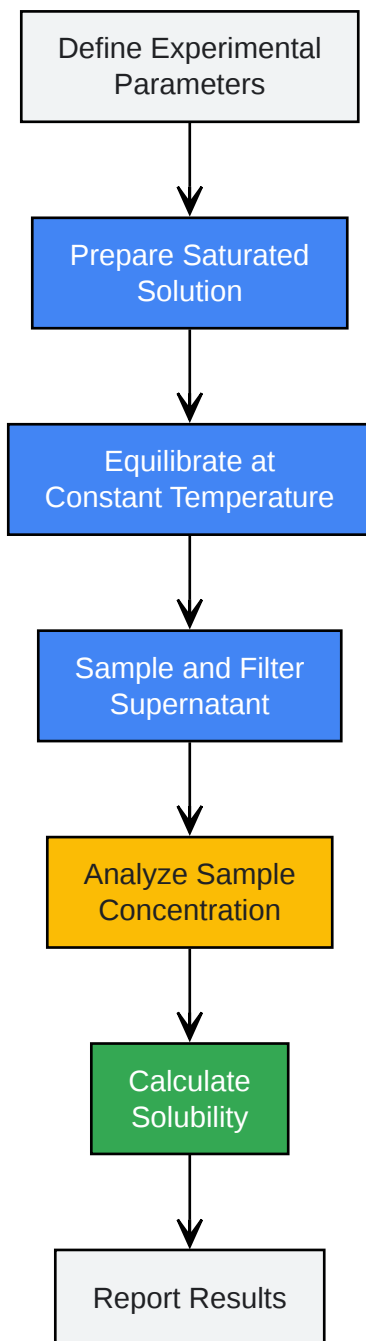 Define Experimental
Parameters
Prepare Saturated
Solution
Equilibrate at
Constant Temperature
Sample and Filter
Supernatant
Analyze Sample
Concentration
Calculate
Solubility
Report Results